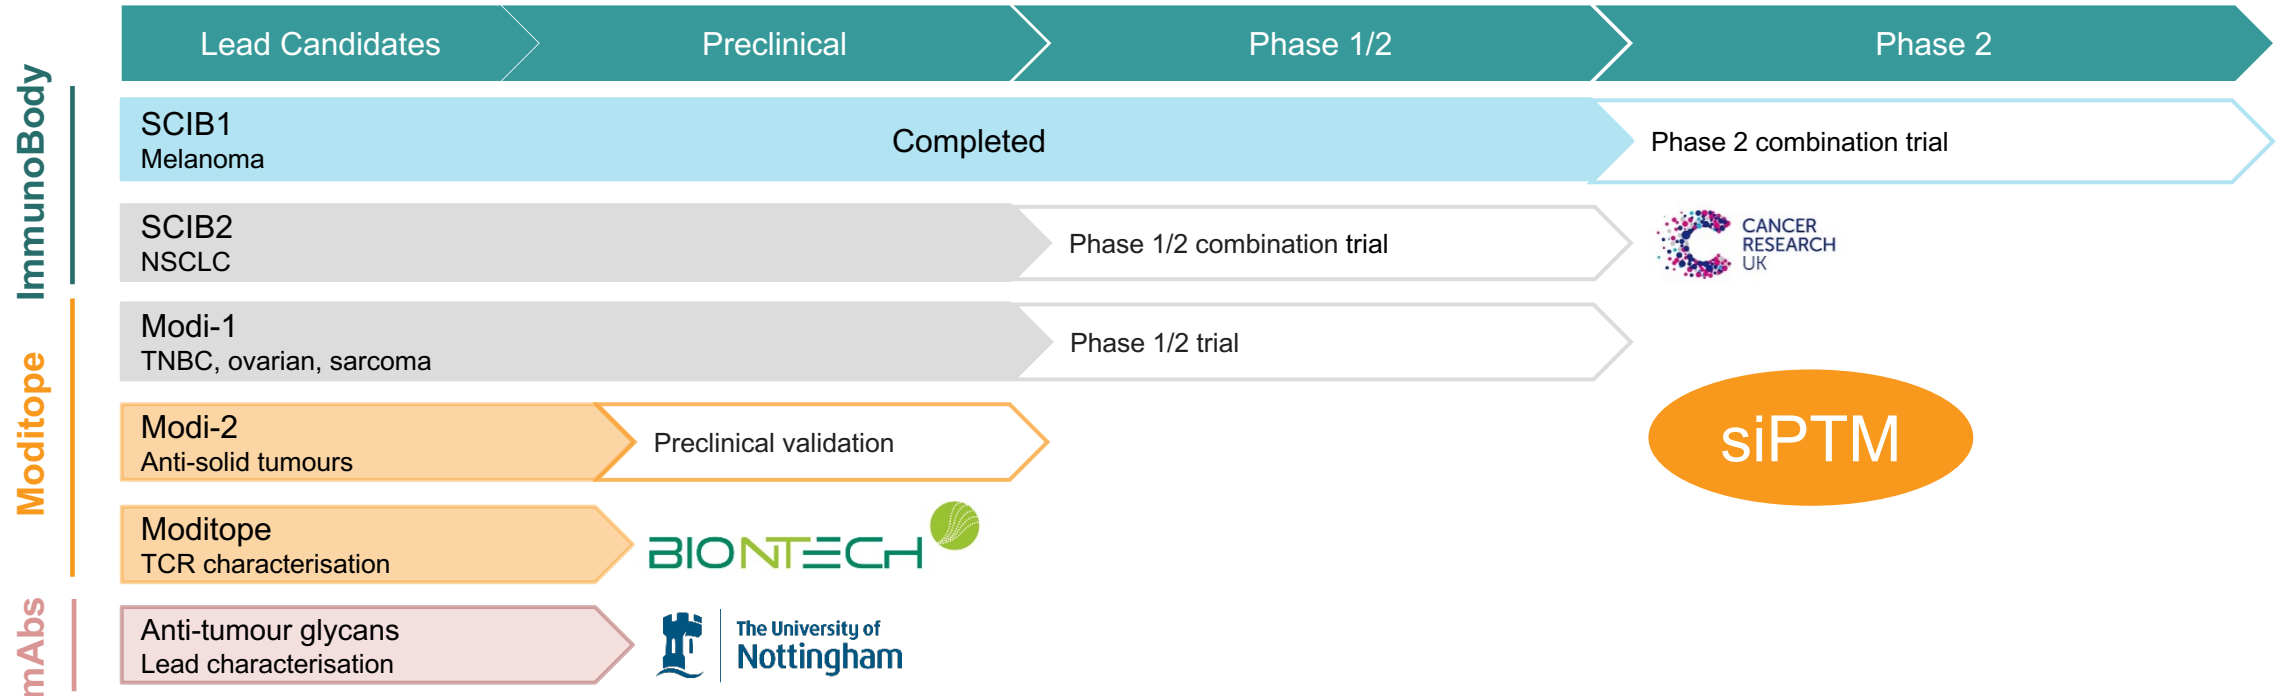 Lead Candidates
Preclinical
Phase 1/2
Phase 2
ImmunoBody
SCIB1
Melanoma
Completed
Phase 2 combination trial
SCIB2
NSCLC
Phase 1/2 combination trial
CANCER
RESEARCH
UK
Moditope
Modi-1
TNBC, ovarian, sarcoma
Phase 1/2 trial
Modi-2
Anti-solid tumours
Preclinical validation
siPTM
Moditope
TCR characterisation
BIONTECH
mAbs
Anti-tumour glycans
Lead characterisation
The University of
Nottingham